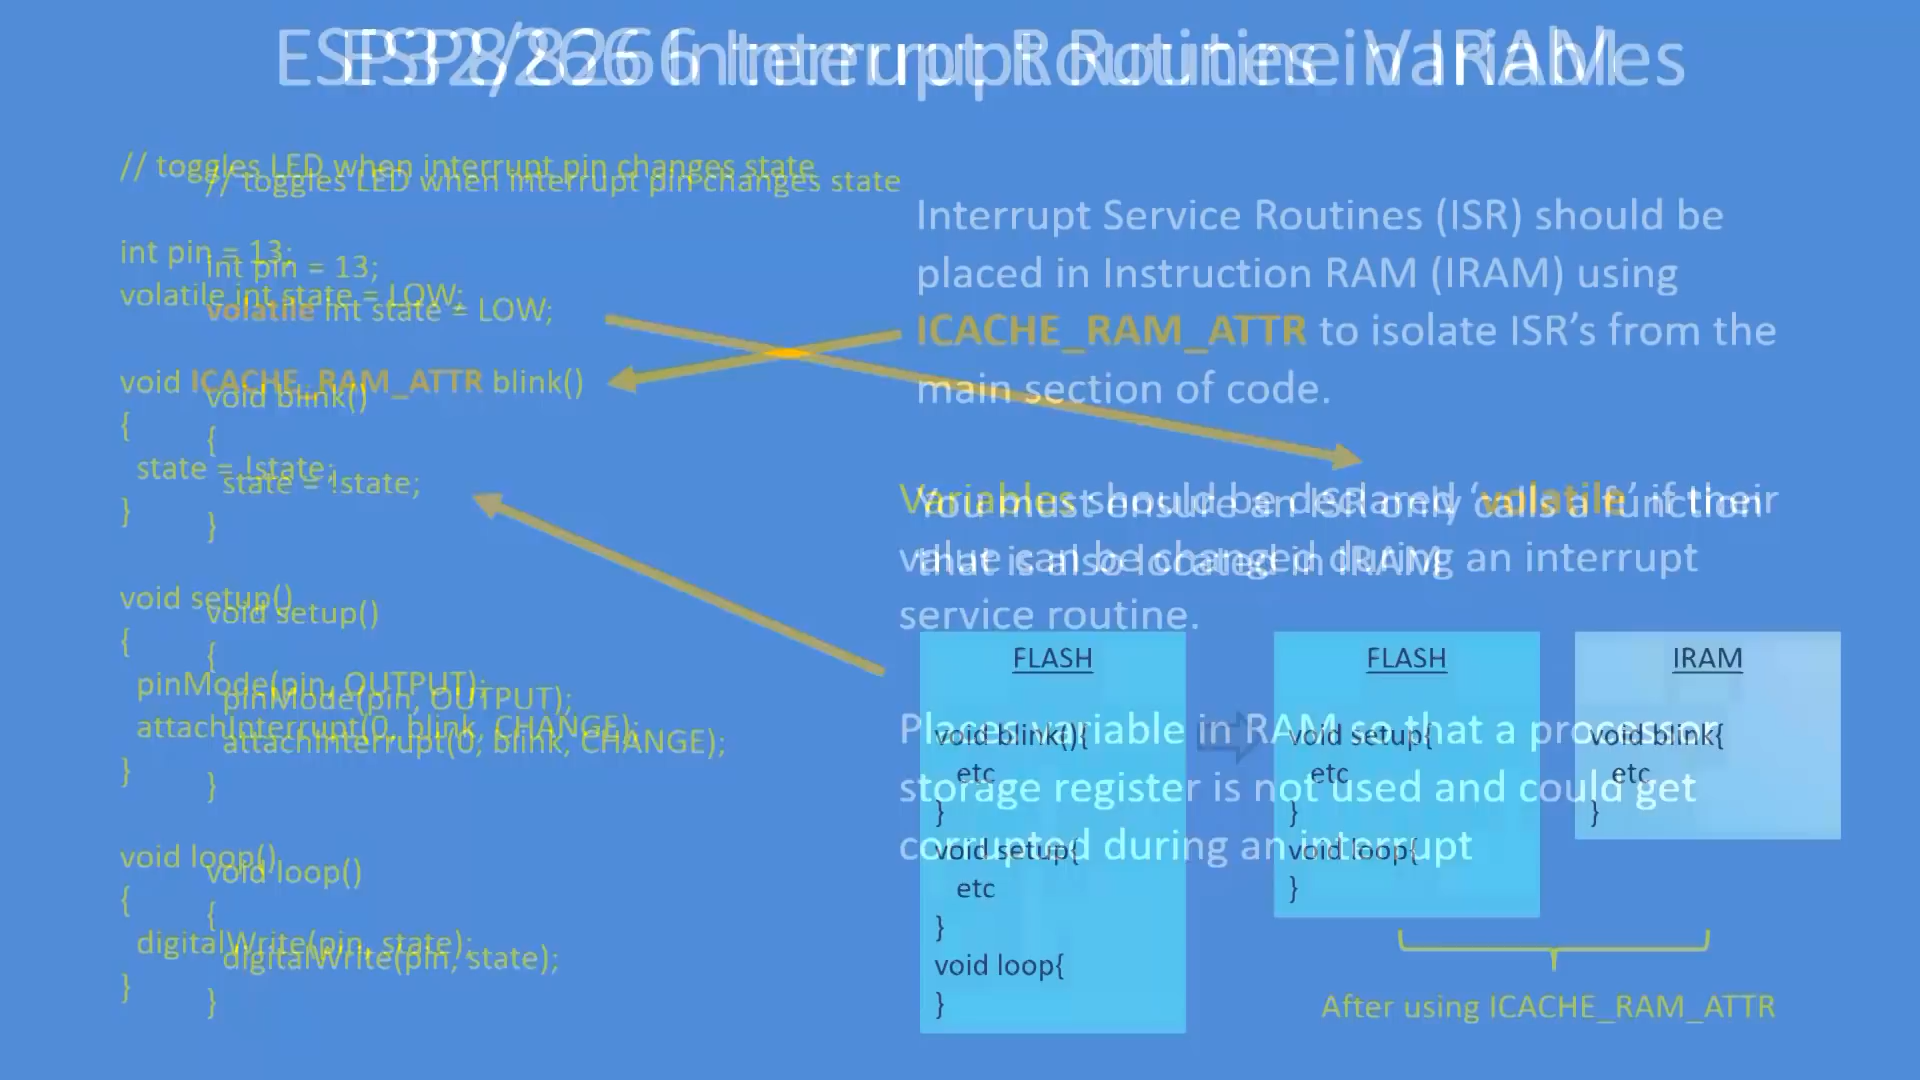 ESP32/8266 Interrupt Routines in IRAM
ESP32/8266 Interrupt Routine Variables
// toggles LED when interrupt pin changes state
int pin = 13;
volatile int state = LOW;
void ICACHE_RAM_ATTR blink()
{
state = !state;
}
void setup()
{
pinMode(pin, OUTPUT);
attachInterrupt(0, blink, CHANGE);
}
void loop()
{
digitalWrite(pin, state);
}
// toggles LED when interrupt pin changes state
int pin = 13;
volatile int state = LOW;
void blink()
{
state = !state;
}
void setup()
{
pinMode(pin, OUTPUT);
attachInterrupt(0, blink, CHANGE);
}
void loop()
{
digitalWrite(pin, state);
}
Interrupt Service Routines (ISR) should be
placed in Instruction RAM (IRAM) using
ICACHE_RAM_ATTR to isolate ISR’s from the
main section of code.
You must ensure an ISR only calls a function
that is also located in IRAM
Variables should be declared ‘volatile’ if their
value can be changed during an interrupt
service routine.
Places variable in RAM so that a processor
storage register is not used and could get
corrupted during an interrupt
FLASH
void blink(){
etc
}
void setup{
etc
}
void loop{
}
FLASH
void setup{
etc
}
void loop{
}
IRAM
void blink{
etc
}
After using ICACHE_RAM_ATTR